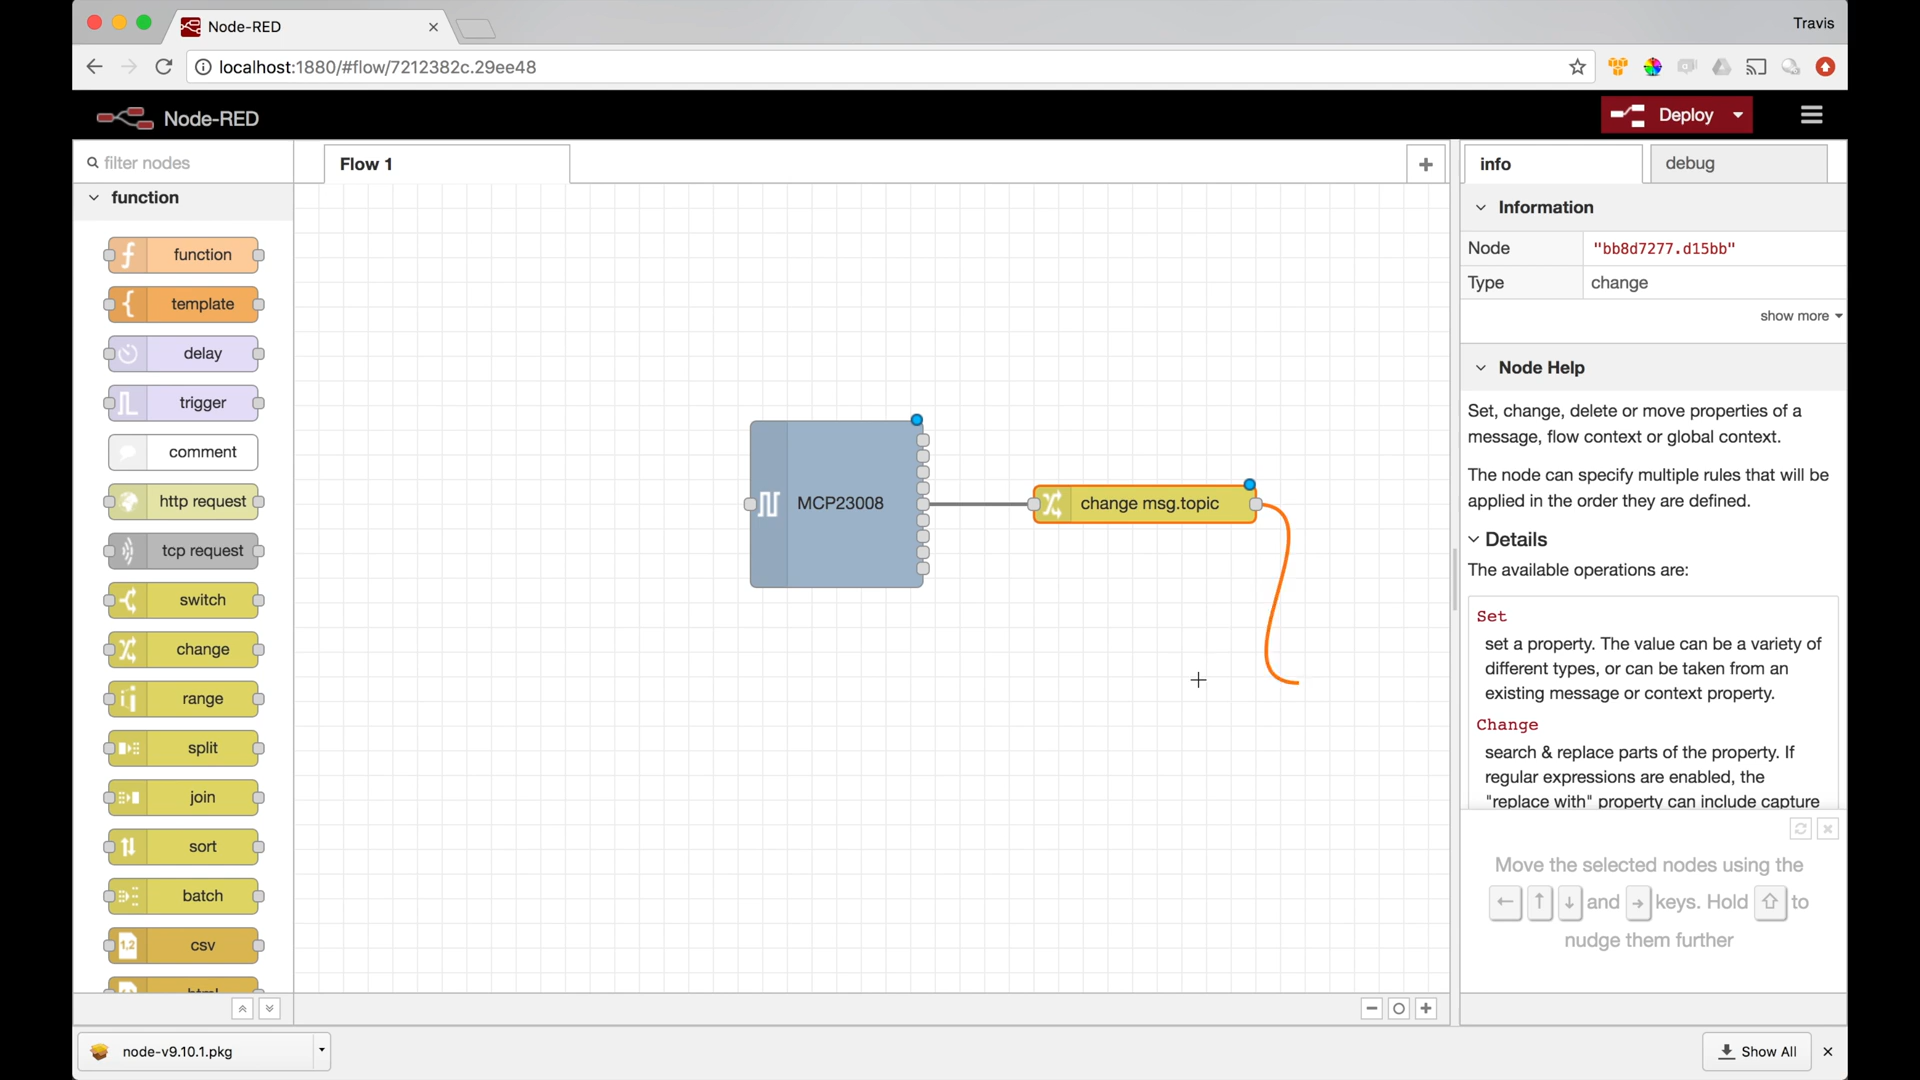 Node-RED
Travis
localhost:1880/#flow/7212382c.29ee48
Node-RED
Deploy
filter nodes
Flow 1
info
debug
function
function
template
delay
trigger
comment
http request
tcp request
switch
change
range
split
join
sort
batch
1,2
csv
MCP23008
change msg.topic
Information
Node
"bb8d7277.d15bb"
Type
change
show more
Node Help
Set, change, delete or move properties of a
message, flow context or global context.
The node can specify multiple rules that will be
applied in the order they are defined.
Details
The available operations are:
Set
set a property. The value can be a variety of
different types, or can be taken from an
existing message or context property.
Change
search & replace parts of the property. If
regular expressions are enabled, the
"replace with" property can include capture
Move the selected nodes using the
← ↑ ↓ and → keys. Hold ⇧ to
nudge them further
node-v9.10.1.pkg
Show All